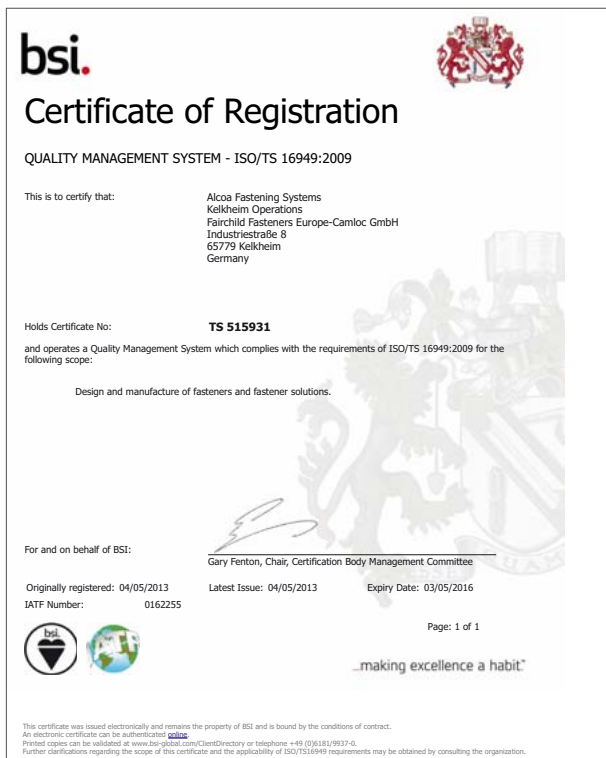 bsi.
Certificate of Registration
QUALITY MANAGEMENT SYSTEM - ISO/TS 16949:2009
This is to certify that:
Alcoa Fastening Systems
Kelkheim Operations
Fairchild Fasteners Europe-Camloc GmbH
Industriestraße 8
65779 Kelkheim
Germany
Holds Certificate No:
TS 515931
and operates a Quality Management System which complies with the requirements of ISO/TS 16949:2009 for the
following scope:
Design and manufacture of fasteners and fastener solutions.
For and on behalf of BSI:
Gary Fenton, Chair, Certification Body Management Committee
Originally registered: 04/05/2013 Latest Issue: 04/05/2013 Expiry Date: 03/05/2016
IATF Number: 0162255
Page: 1 of 1
bsi.
IATF
...making excellence a habit.™
This certificate was issued electronically and remains the property of BSI and is bound by the conditions of contract.
An electronic certificate can be authenticated online.
Printed copies can be validated at www.bsi-global.com/ClientDirectory or telephone +49 (0)6181/9937-0.
Further clarifications regarding the scope of this certificate and the applicability of ISO/TS16949 requirements may be obtained by consulting the organization.